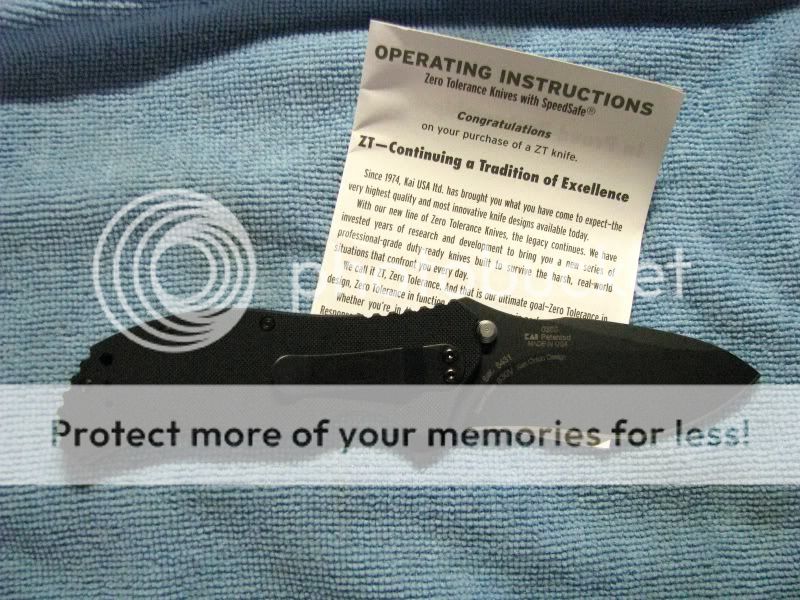 OPERATING INSTRUCTIONS
Zero Tolerance Knives with SpeedSafe®
Congratulations
on your purchase of a ZT knife.
ZT—Continuing a Tradition of Excellence
Since 1974, Kai USA ltd. has brought you what you have come to expect–the
very highest quality and most innovative knife designs available today.
With our new line of Zero Tolerance Knives, the legacy continues. We have
invested years of research and development to bring you a new series of
professional-grade duty-ready knives built to survive the harsh, real-world
situations that confront you every day.
We call it ZT, Zero Tolerance. And that is our ultimate goal–Zero Tolerance in
design, Zero Tolerance in function
whether you're in
photobucket
KAI Patented
MADE IN USA
Ser. 8431
Design
Protect more of your memories for less!